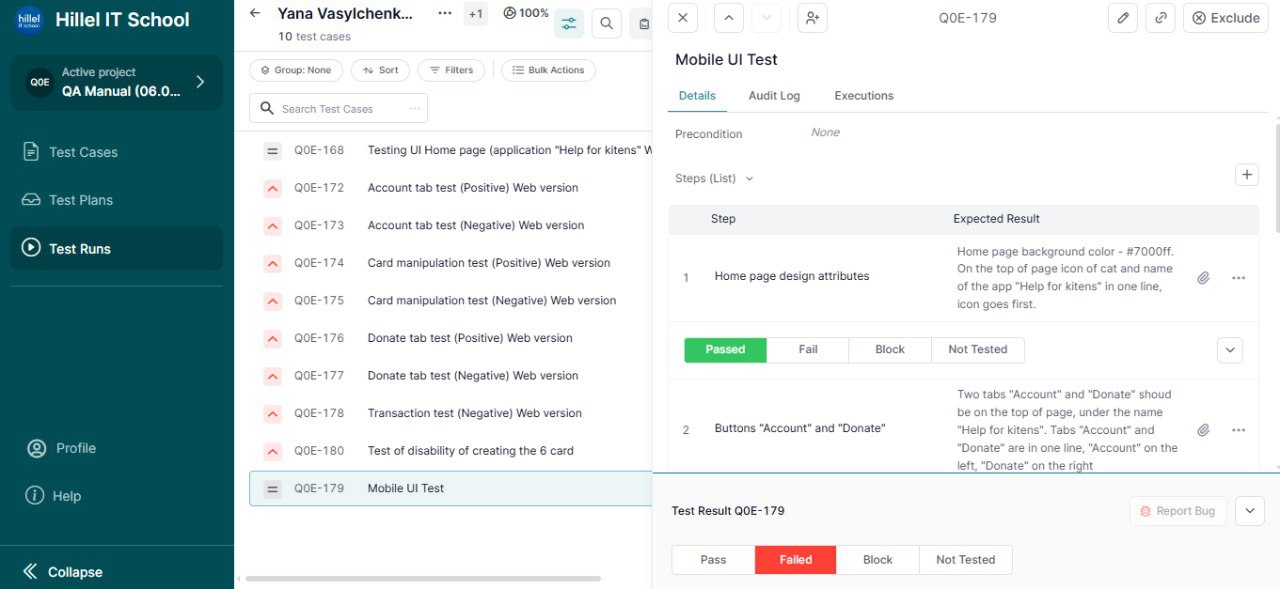 hillel
IT school
Hillel IT School
Active project
Q0E
QA Manual (06.0...
Test Cases
Test Plans
Test Runs
Profile
Help
Collapse
Yana Vasylchenk...
+1
100%
10 test cases
Group: None
Sort
Filters
Bulk Actions
Search Test Cases
Q0E-168 Testing UI Home page (application "Help for kitens" W
Q0E-172 Account tab test (Positive) Web version
Q0E-173 Account tab test (Negative) Web version
Q0E-174 Card manipulation test (Positive) Web version
Q0E-175 Card manipulation test (Negative) Web version
Q0E-176 Donate tab test (Positive) Web version
Q0E-177 Donate tab test (Negative) Web version
Q0E-178 Transaction test (Negative) Web version
Q0E-180 Test of disability of creating the 6 card
Q0E-179 Mobile UI Test
Q0E-179
Exclude
Mobile UI Test
Details Audit Log Executions
Precondition None
Steps (List)
Step Expected Result
1 Home page design attributes
Home page background color - #7000ff.
On the top of page icon of cat and name
of the app "Help for kitens" in one line,
icon goes first.
Passed Fail Block Not Tested
2 Buttons "Account" and "Donate"
Two tabs "Account" and "Donate" shoud
be on the top of page, under the name
"Help for kitens". Tabs "Account" and
"Donate" are in one line, "Account" on the
left, "Donate" on the right
Test Result Q0E-179
Report Bug
Pass Failed Block Not Tested